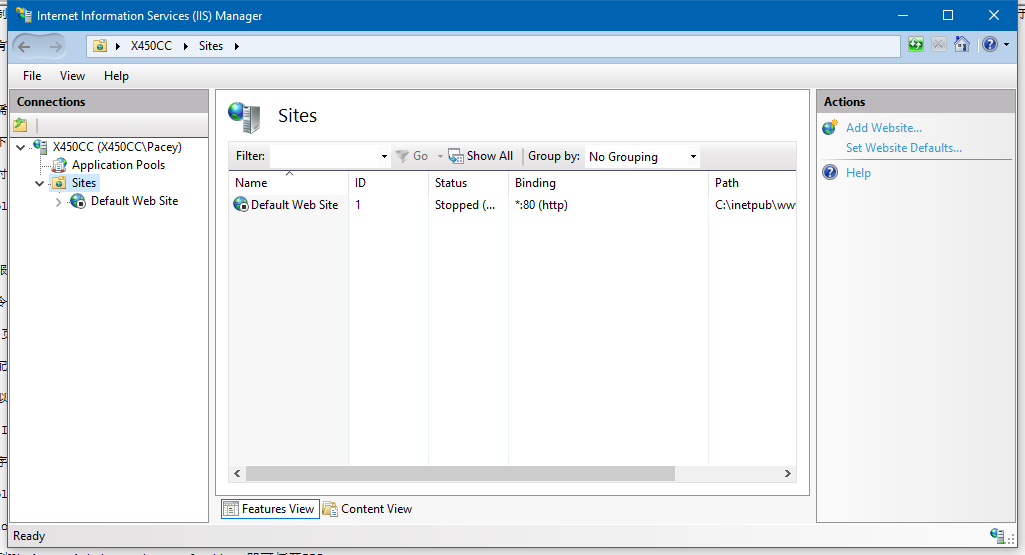 Internet Information Services (IIS) Manager
X450CC Sites
File View Help
Connections
X450CC (X450CC\Pacey)
Application Pools
Sites
Default Web Site
Sites
Filter: Go Show All Group by: No Grouping
Name ID Status Binding Path
Default Web Site 1 Stopped (... *:80 (http) C:\inetpub\ww
Features View Content View
Actions
Add Website...
Set Website Defaults...
Help
Ready